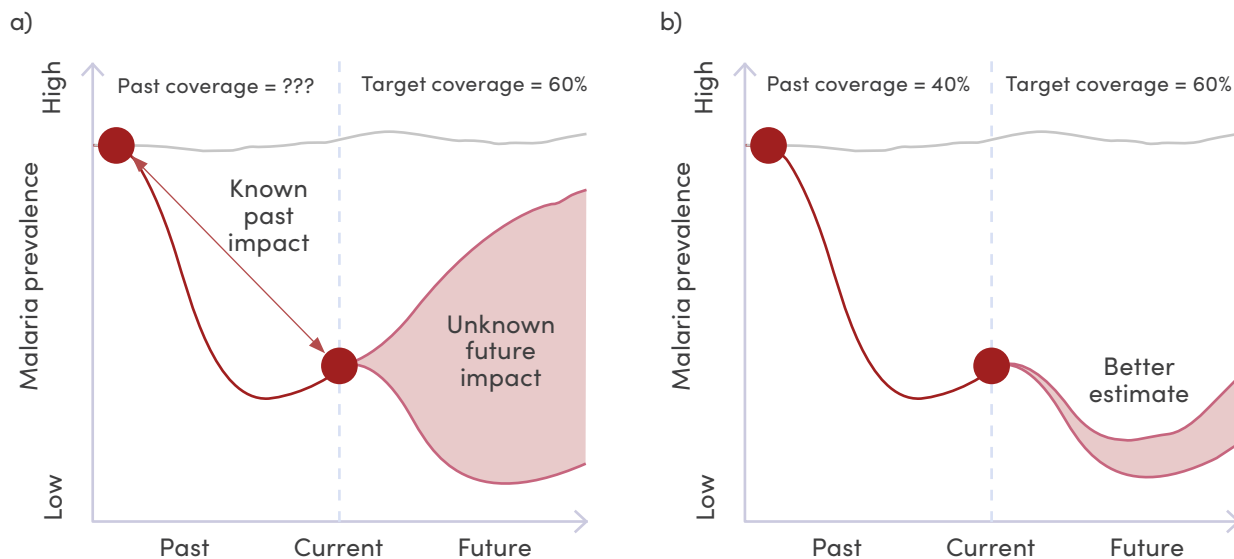 a)
High
Malaria prevalence
Low
Past coverage = ???
Target coverage = 60%
Known
past
impact
Unknown
future
impact
Past
Current
Future
b)
High
Malaria prevalence
Low
Past coverage = 40%
Target coverage = 60%
Better
estimate
Past
Current
Future